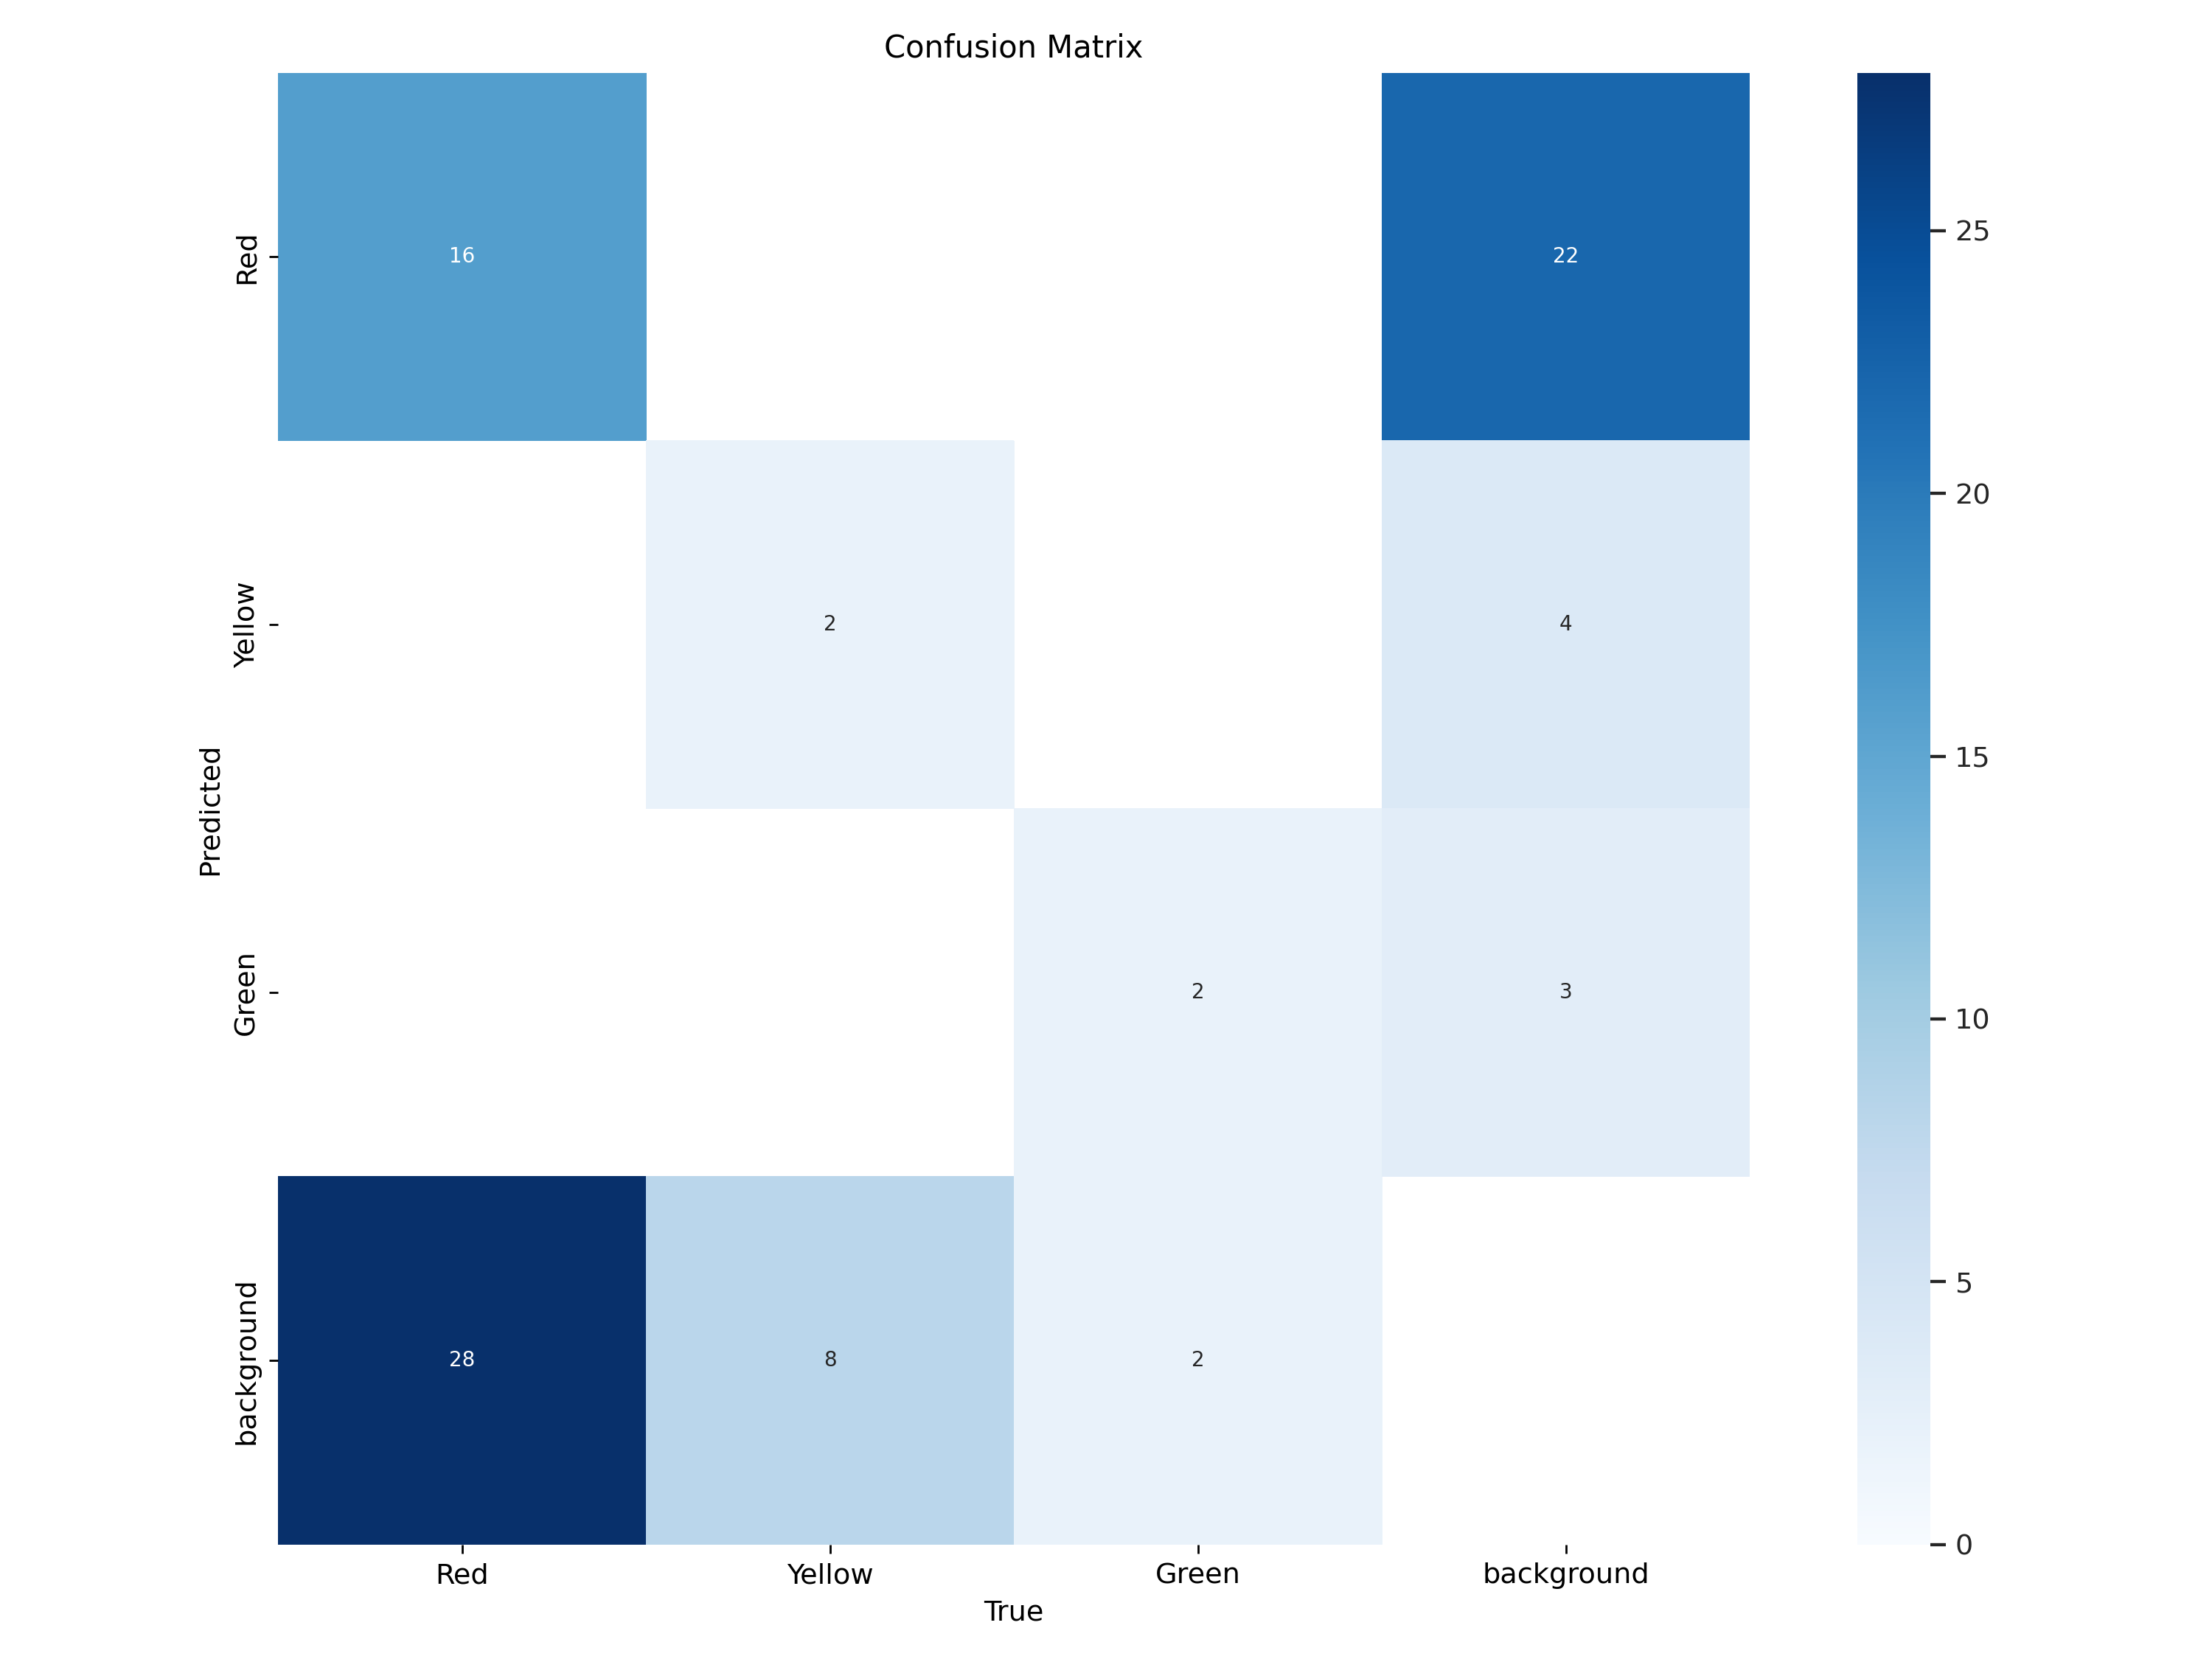 Confusion Matrix
Red
16
22
25
20
Yellow
2
4
15
Predicted
Green
2
3
10
background
28
8
2
5
0
Red
Yellow
Green
background
True